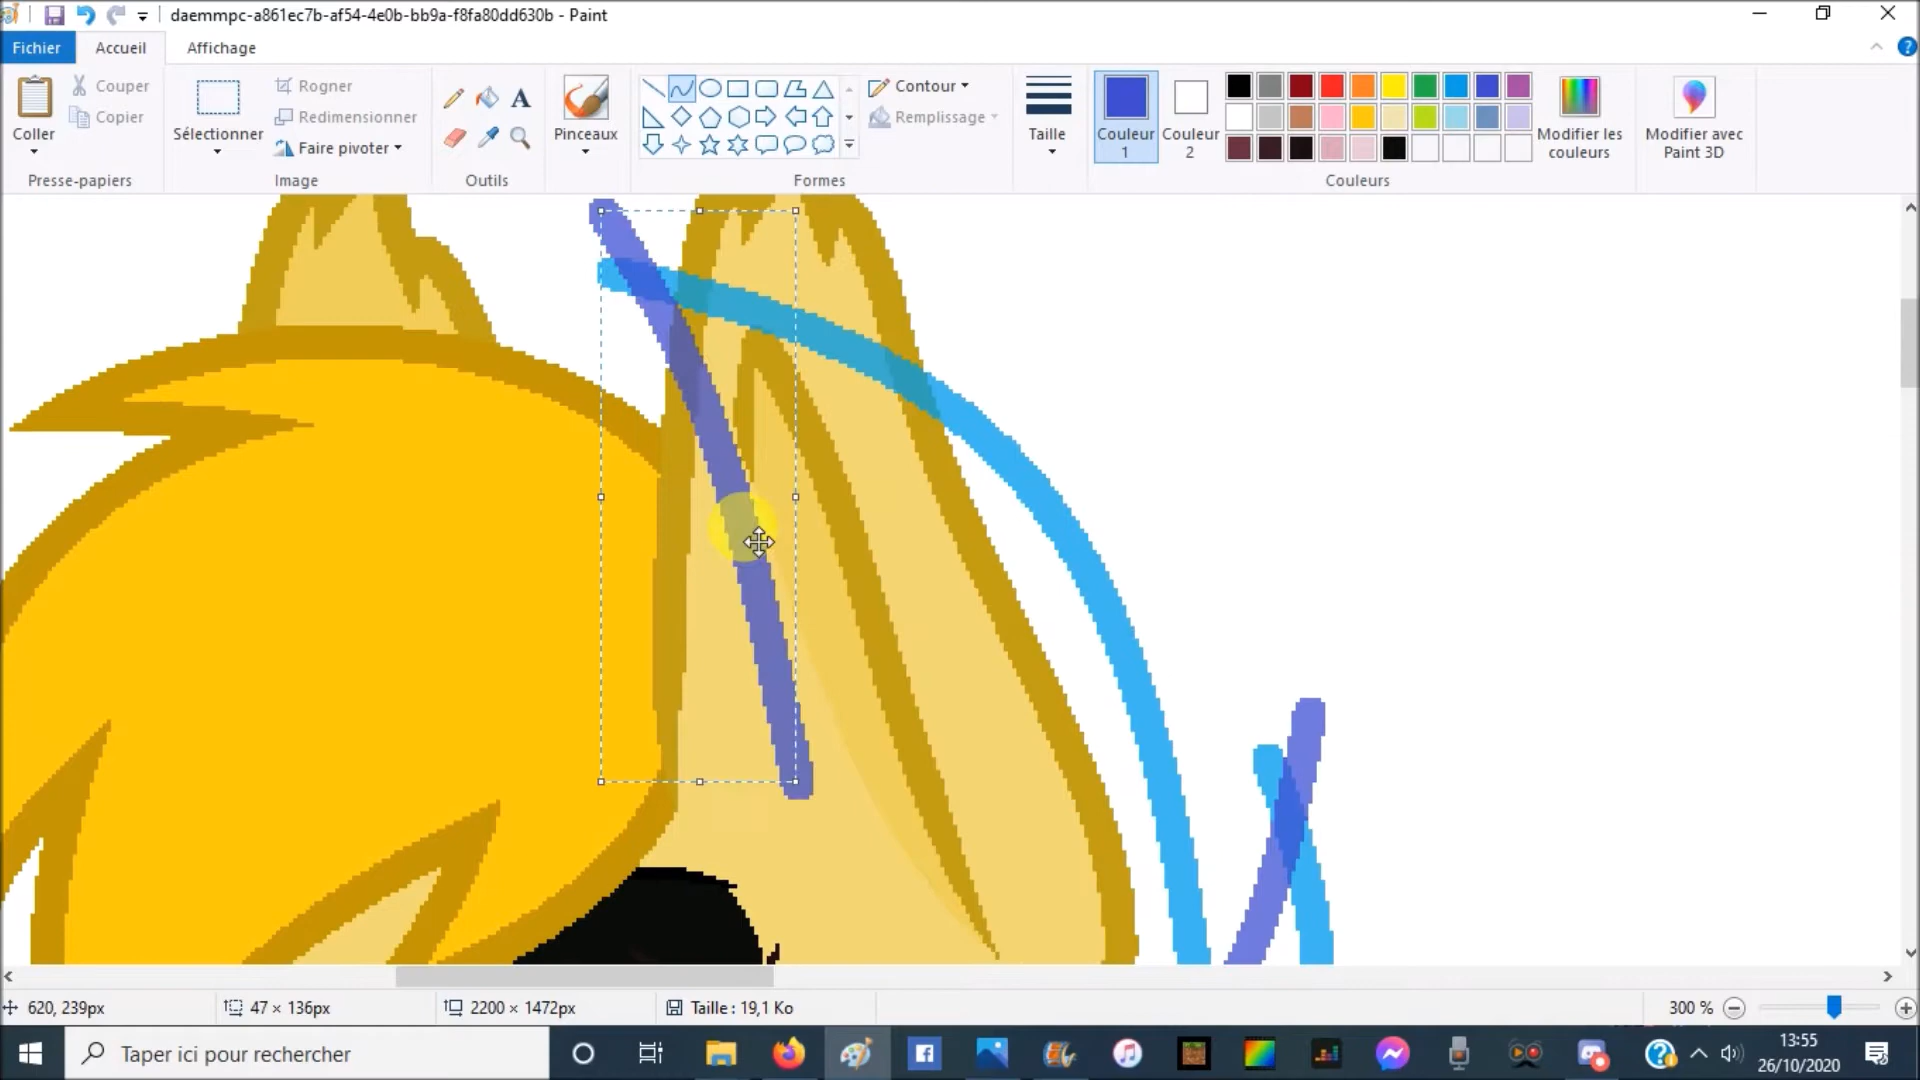 daemmpc-a861ec7b-af54-4e0b-bb9a-f8fa80dd630b - Paint
Fichier
Accueil
Affichage
Coller
Couper
Copier
Presse-papiers
Sélectionner
Rogner
Redimensionner
Faire pivoter
Image
A
Outils
Pinceaux
Contour
Remplissage
Formes
Taille
Couleur
1
Couleur
2
Modifier les
couleurs
Couleurs
Modifier avec
Paint 3D
620, 239px
47 × 136px
2200 × 1472px
Taille : 19,1 Ko
300 %
Taper ici pour rechercher
13:55
26/10/2020